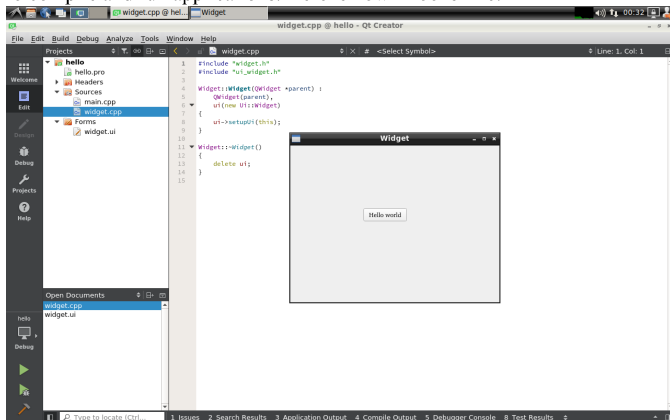 widget.cpp @ hel...
Widget
00:32
widget.cpp @ hello - Qt Creator
File Edit Build Debug Analyze Tools Window Help
Projects
widget.cpp
# <Select Symbol>
Line: 1, Col: 1
Welcome
Edit
Design
Debug
Projects
Help
hello
hello.pro
Headers
Sources
main.cpp
widget.cpp
Forms
widget.ui
1 #include "widget.h"
2 #include "ui_widget.h"
3
4 Widget::Widget(QWidget *parent) :
5 QWidget(parent),
6 ui(new Ui::Widget)
7 {
8 ui->setupUi(this);
9 }
10
11 Widget::~Widget()
12 {
13 delete ui;
14 }
15
Widget
Hello world
Open Documents
widget.cpp
widget.ui
hello
Debug
Type to locate (Ctrl...
1 Issues 2 Search Results 3 Application Output 4 Compile Output 5 Debugger Console 8 Test Results